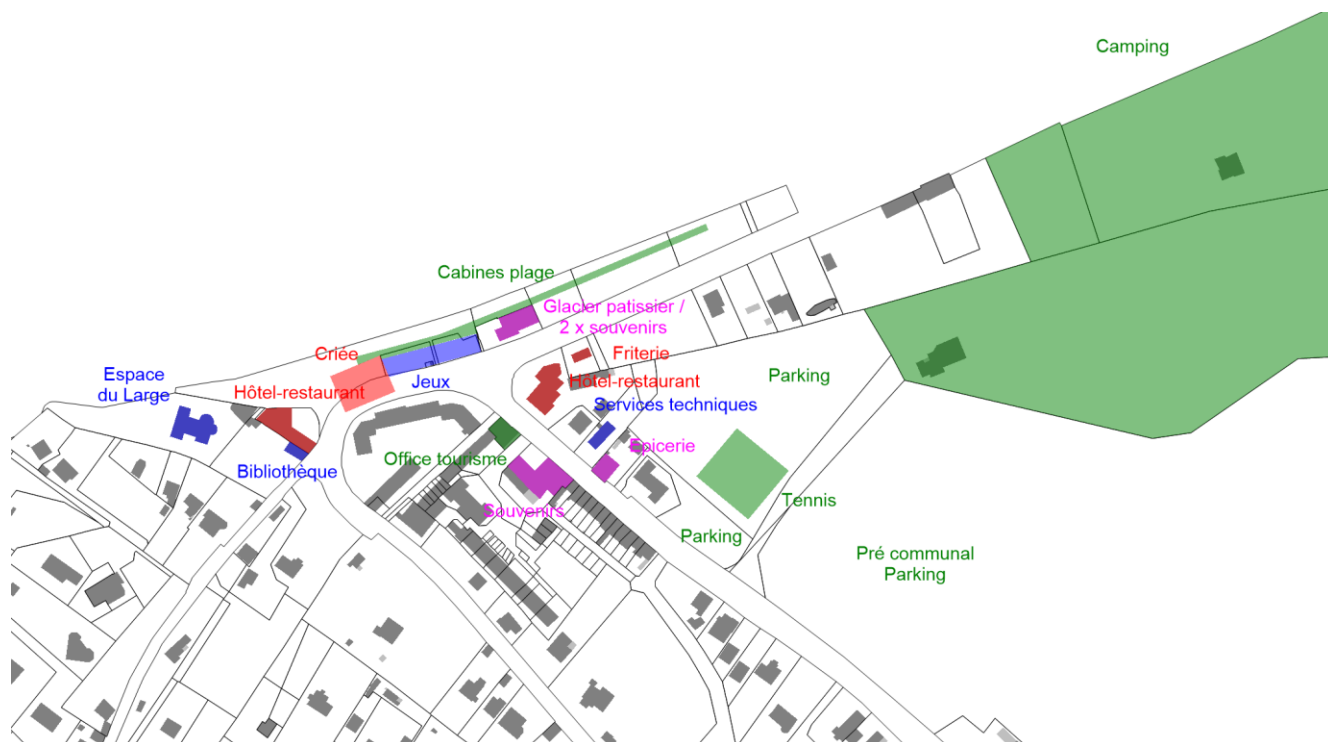 Camping
Cabines plage
Glacier patissier /
2 x souvenirs
Criée
Friterie
Espace
du Large
Hôtel-restaurant
Jeux
Hôtel-restaurant
Parking
Services techniques
Epicerie
Office tourisme
Bibliothèque
Souvenirs
Tennis
Parking
Pré communal
Parking